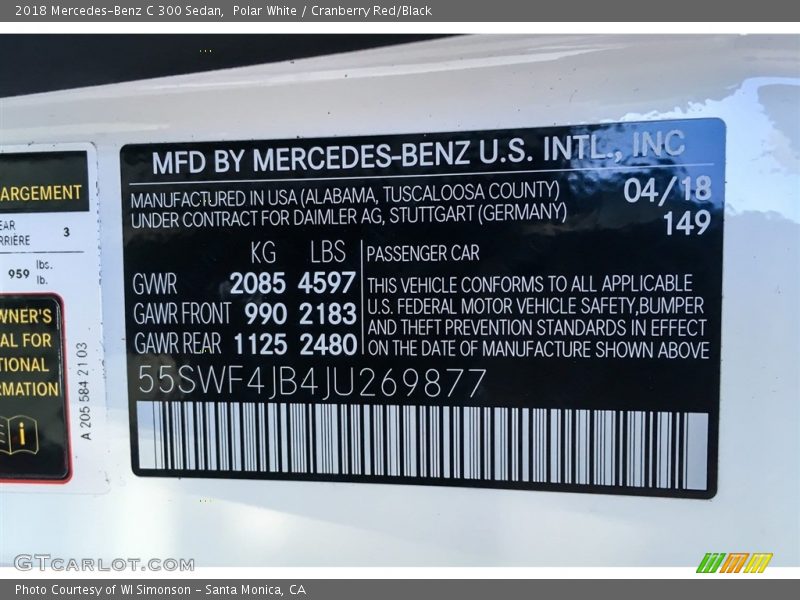 2018 Mercedes-Benz C 300 Sedan,  Polar White / Cranberry Red/Black
ARGEMENT
EAR
RRIÈRE
3
959
lbs.
lb.
WNER'S
AL FOR
TIONAL
RMATION
i
A 205 584 21 03
MFD BY MERCEDES-BENZ U.S. INTL., INC
MANUFACTURED IN USA (ALABAMA, TUSCALOOSA COUNTY)
UNDER CONTRACT FOR DAIMLER AG, STUTTGART (GERMANY)
04/18
149
KG LBS
GVWR 2085 4597
GAWR FRONT 990 2183
GAWR REAR 1125 2480
PASSENGER CAR
THIS VEHICLE CONFORMS TO ALL APPLICABLE
U.S. FEDERAL MOTOR VEHICLE SAFETY,BUMPER
AND THEFT PREVENTION STANDARDS IN EFFECT
ON THE DATE OF MANUFACTURE SHOWN ABOVE
55SWF4JB4JU269877
GTCARLOT.COM
Photo Courtesy of WI Simonson - Santa Monica, CA